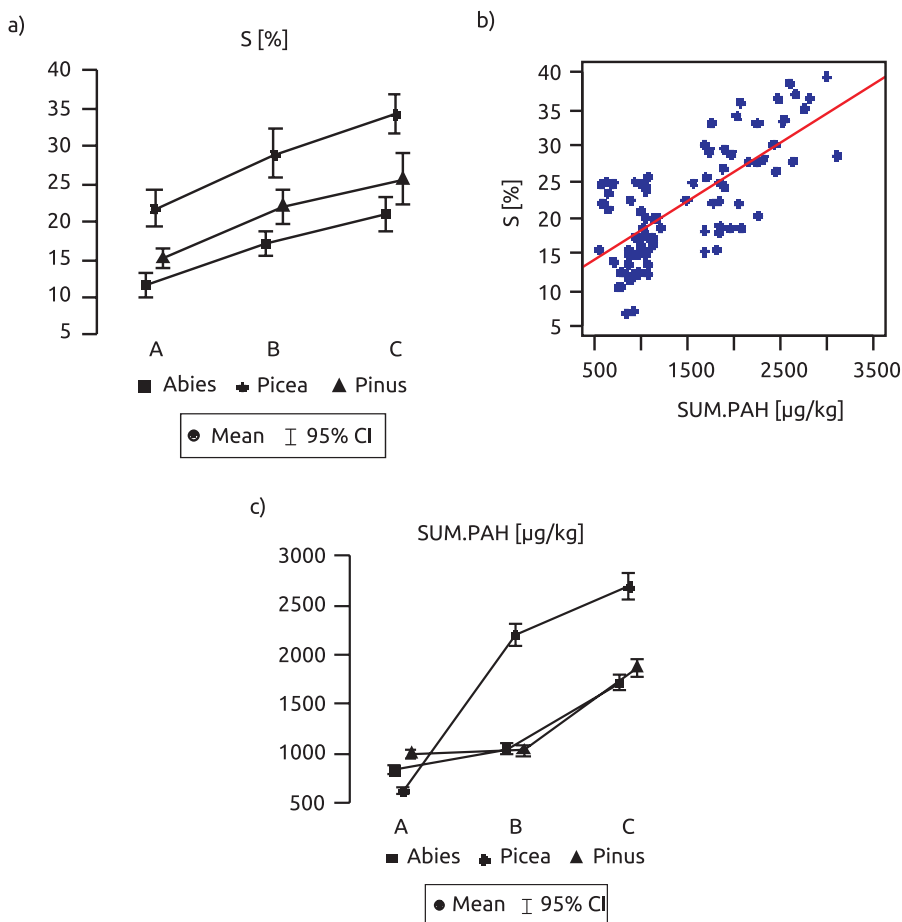 a)
S [%]
40
35
30
25
20
15
10
5
A B C
■ Abies ✚ Picea ▲ Pinus
● Mean 工 95% CI
b)
S [%]
40
35
30
25
20
15
10
5
500 1500 2500 3500
SUM.PAH [µg/kg]
c)
SUM.PAH [µg/kg]
3000
2500
2000
1500
1000
500
A B C
■ Abies ✚ Picea ▲ Pinus
● Mean 工 95% CI